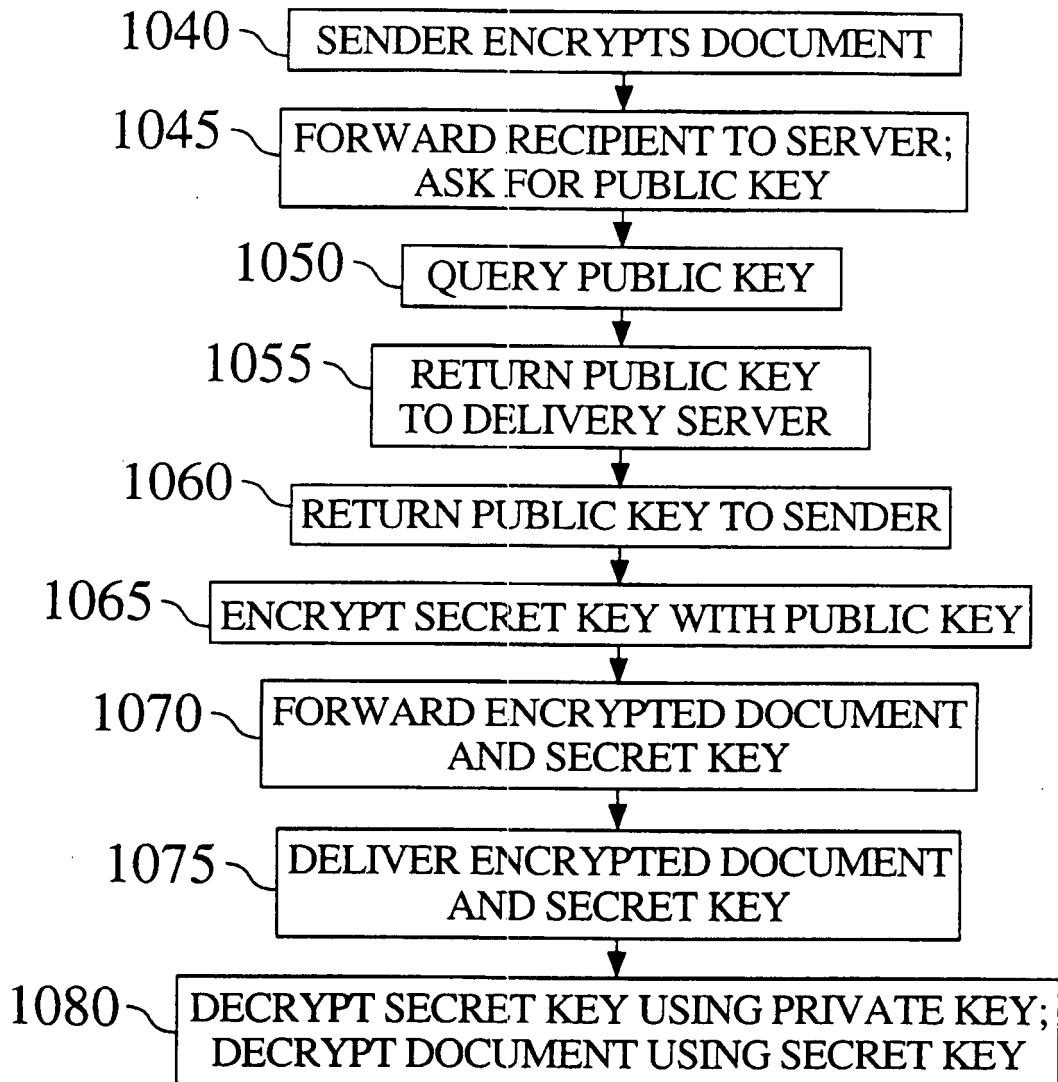 1040
SENDER ENCRYPTS DOCUMENT
1045
FORWARD RECIPIENT TO SERVER;
ASK FOR PUBLIC KEY
1050
QUERY PUBLIC KEY
1055
RETURN PUBLIC KEY
TO DELIVERY SERVER
1060
RETURN PUBLIC KEY TO SENDER
1065
ENCRYPT SECRET KEY WITH PUBLIC KEY
1070
FORWARD ENCRYPTED DOCUMENT
AND SECRET KEY
1075
DELIVER ENCRYPTED DOCUMENT
AND SECRET KEY
1080
DECRYPT SECRET KEY USING PRIVATE KEY;
DECRYPT DOCUMENT USING SECRET KEY